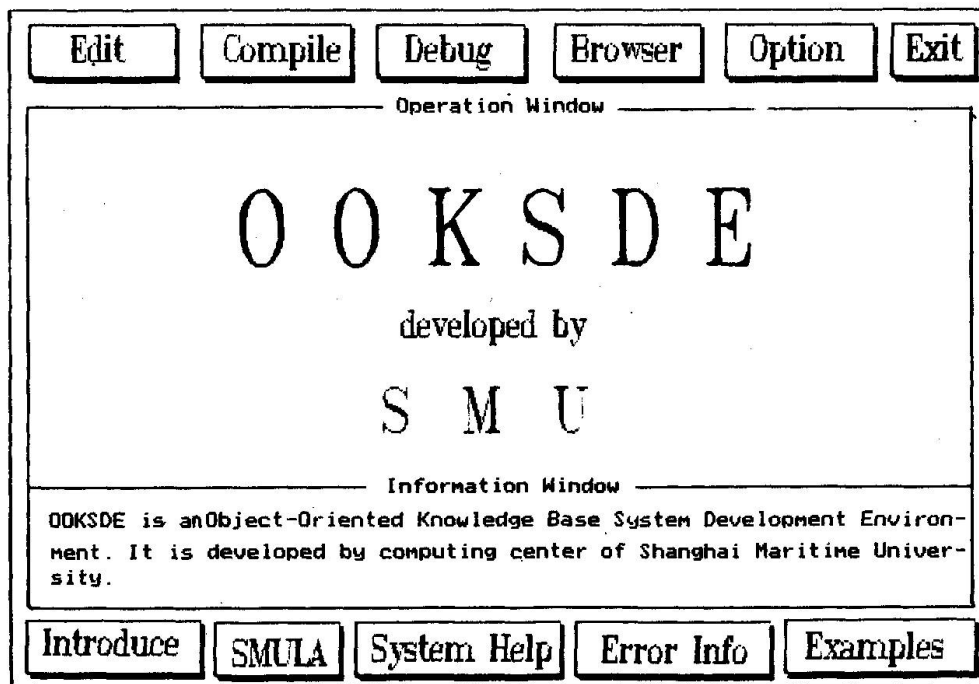 Edit Compile Debug Browser Option Exit
Operation Window
O O K S D E
developed by
S M U
Information Window
OOKSDE is anObject-Oriented Knowledge Base System Development Environ-
ment. It is developed by computing center of Shanghai Maritime Univer-
sity.
Introduce SMULA System Help Error Info Examples